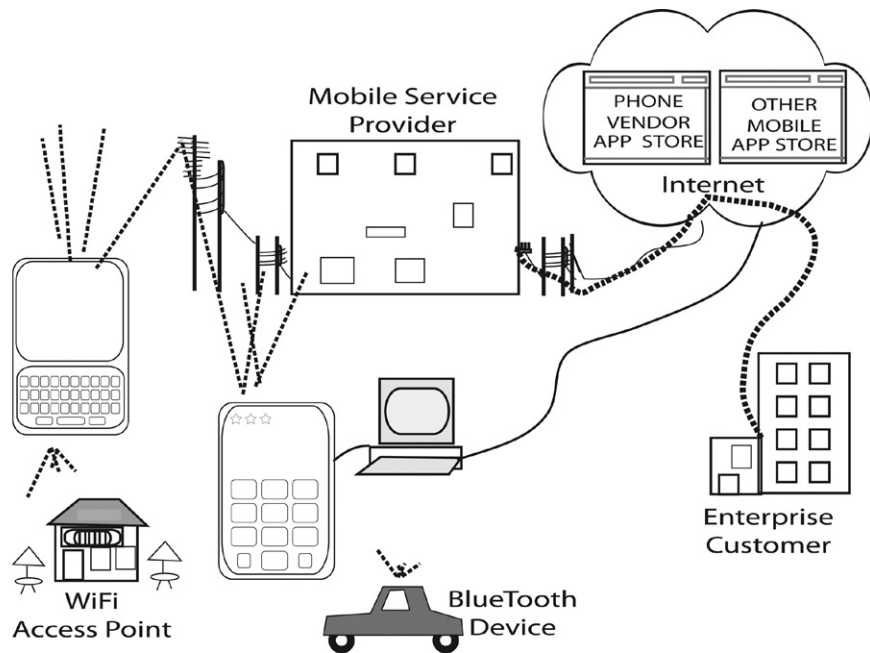 Mobile Service
Provider
PHONE
VENDOR
APP STORE
OTHER
MOBILE
APP STORE
Internet
Enterprise
Customer
WiFi
Access Point
BlueTooth
Device